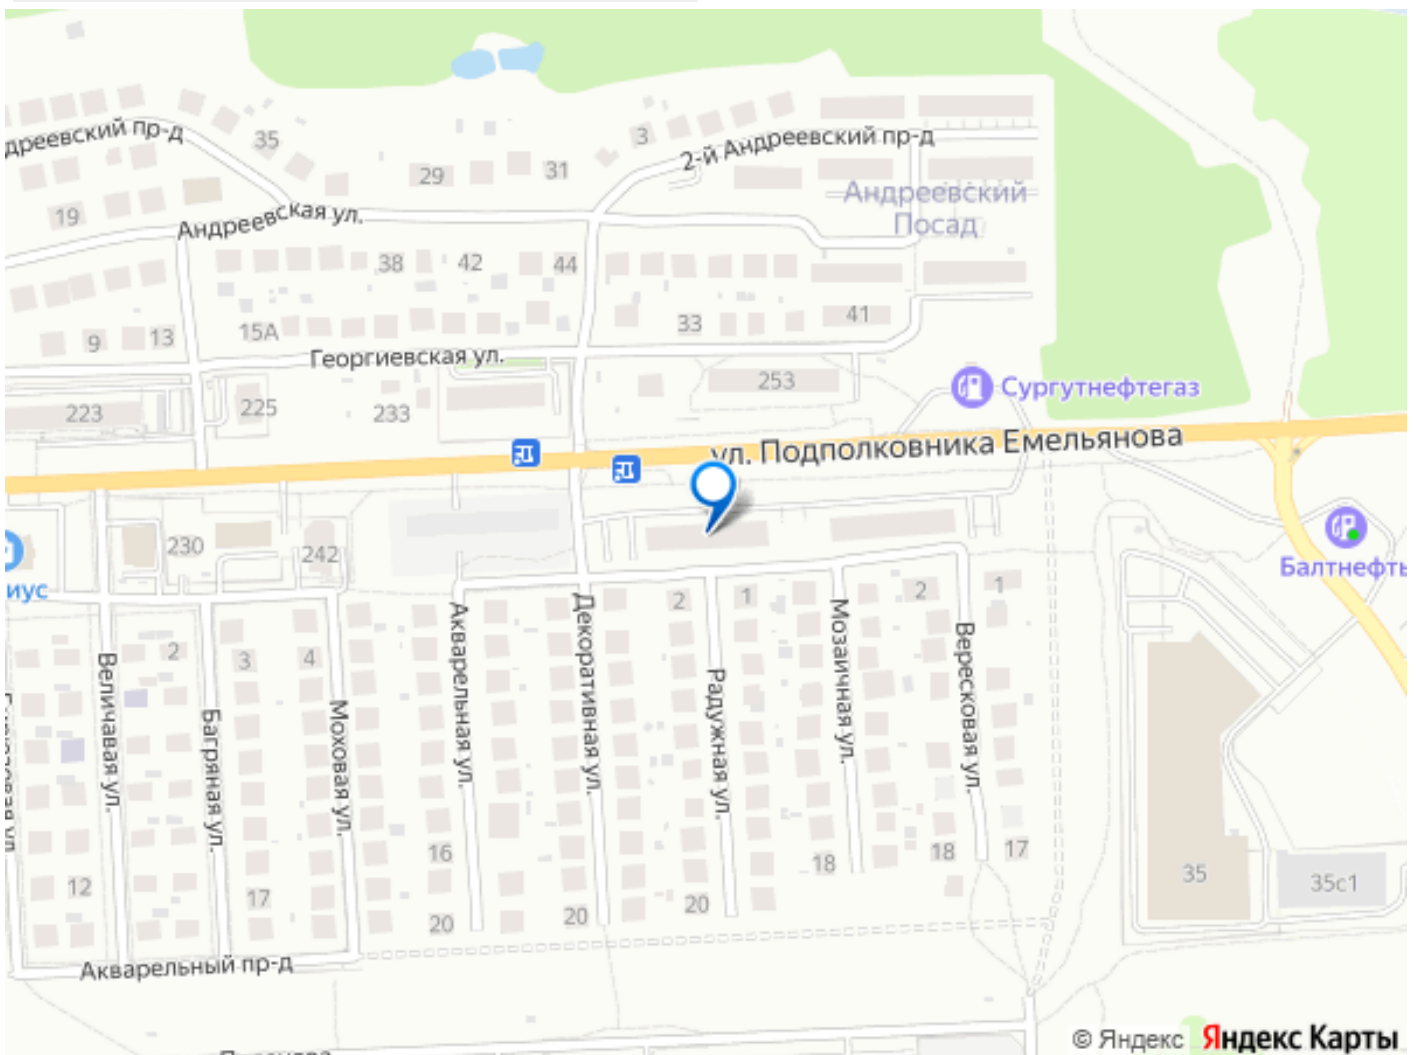 дреевский пр-д
35
3
2-й Андреевский пр-д
29
31
Андреевский
Посад
19
Андреевская ул.
38
42
44
9
13
15А
33
41
Георгиевская ул.
253
Сургутнефтегаз
223
225
233
ул. Подполковника Емельянова
230
242
Балтнефть
иус
2
3
4
2
1
2
1
Величавая ул.
Багряная ул.
Моховая ул.
Акварельная ул.
Декоративная ул.
Радужная ул.
Мозаичная ул.
Вересковая ул.
12
17
16
20
20
20
18
18
17
35
35с1
Акварельный пр-д
© Яндекс Яндекс Карты